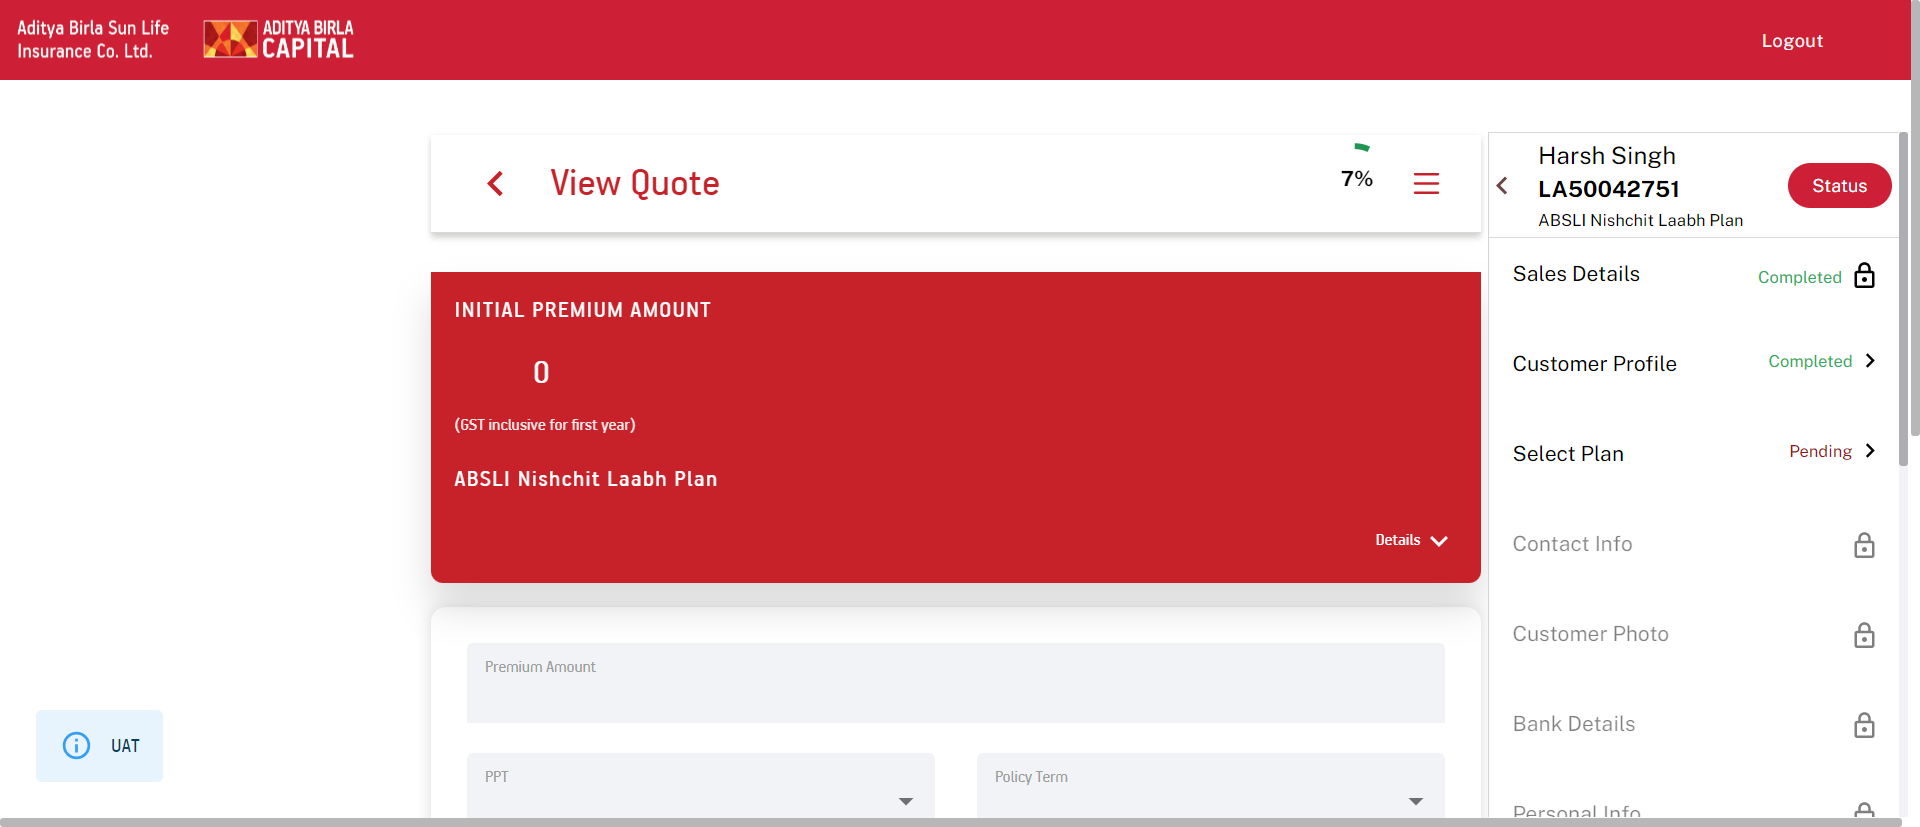 Aditya Birla Sun Life
Insurance Co. Ltd.
ADITYA BIRLA
CAPITAL
Logout
View Quote
7%
Harsh Singh
LA50042751
ABSLI Nishchit Laabh Plan
Status
INITIAL PREMIUM AMOUNT
0
(GST inclusive for first year)
ABSLI Nishchit Laabh Plan
Details
Sales Details
Completed
Customer Profile
Completed
Select Plan
Pending
Contact Info
Customer Photo
Bank Details
Personal Info
Premium Amount
PPT
Policy Term
UAT